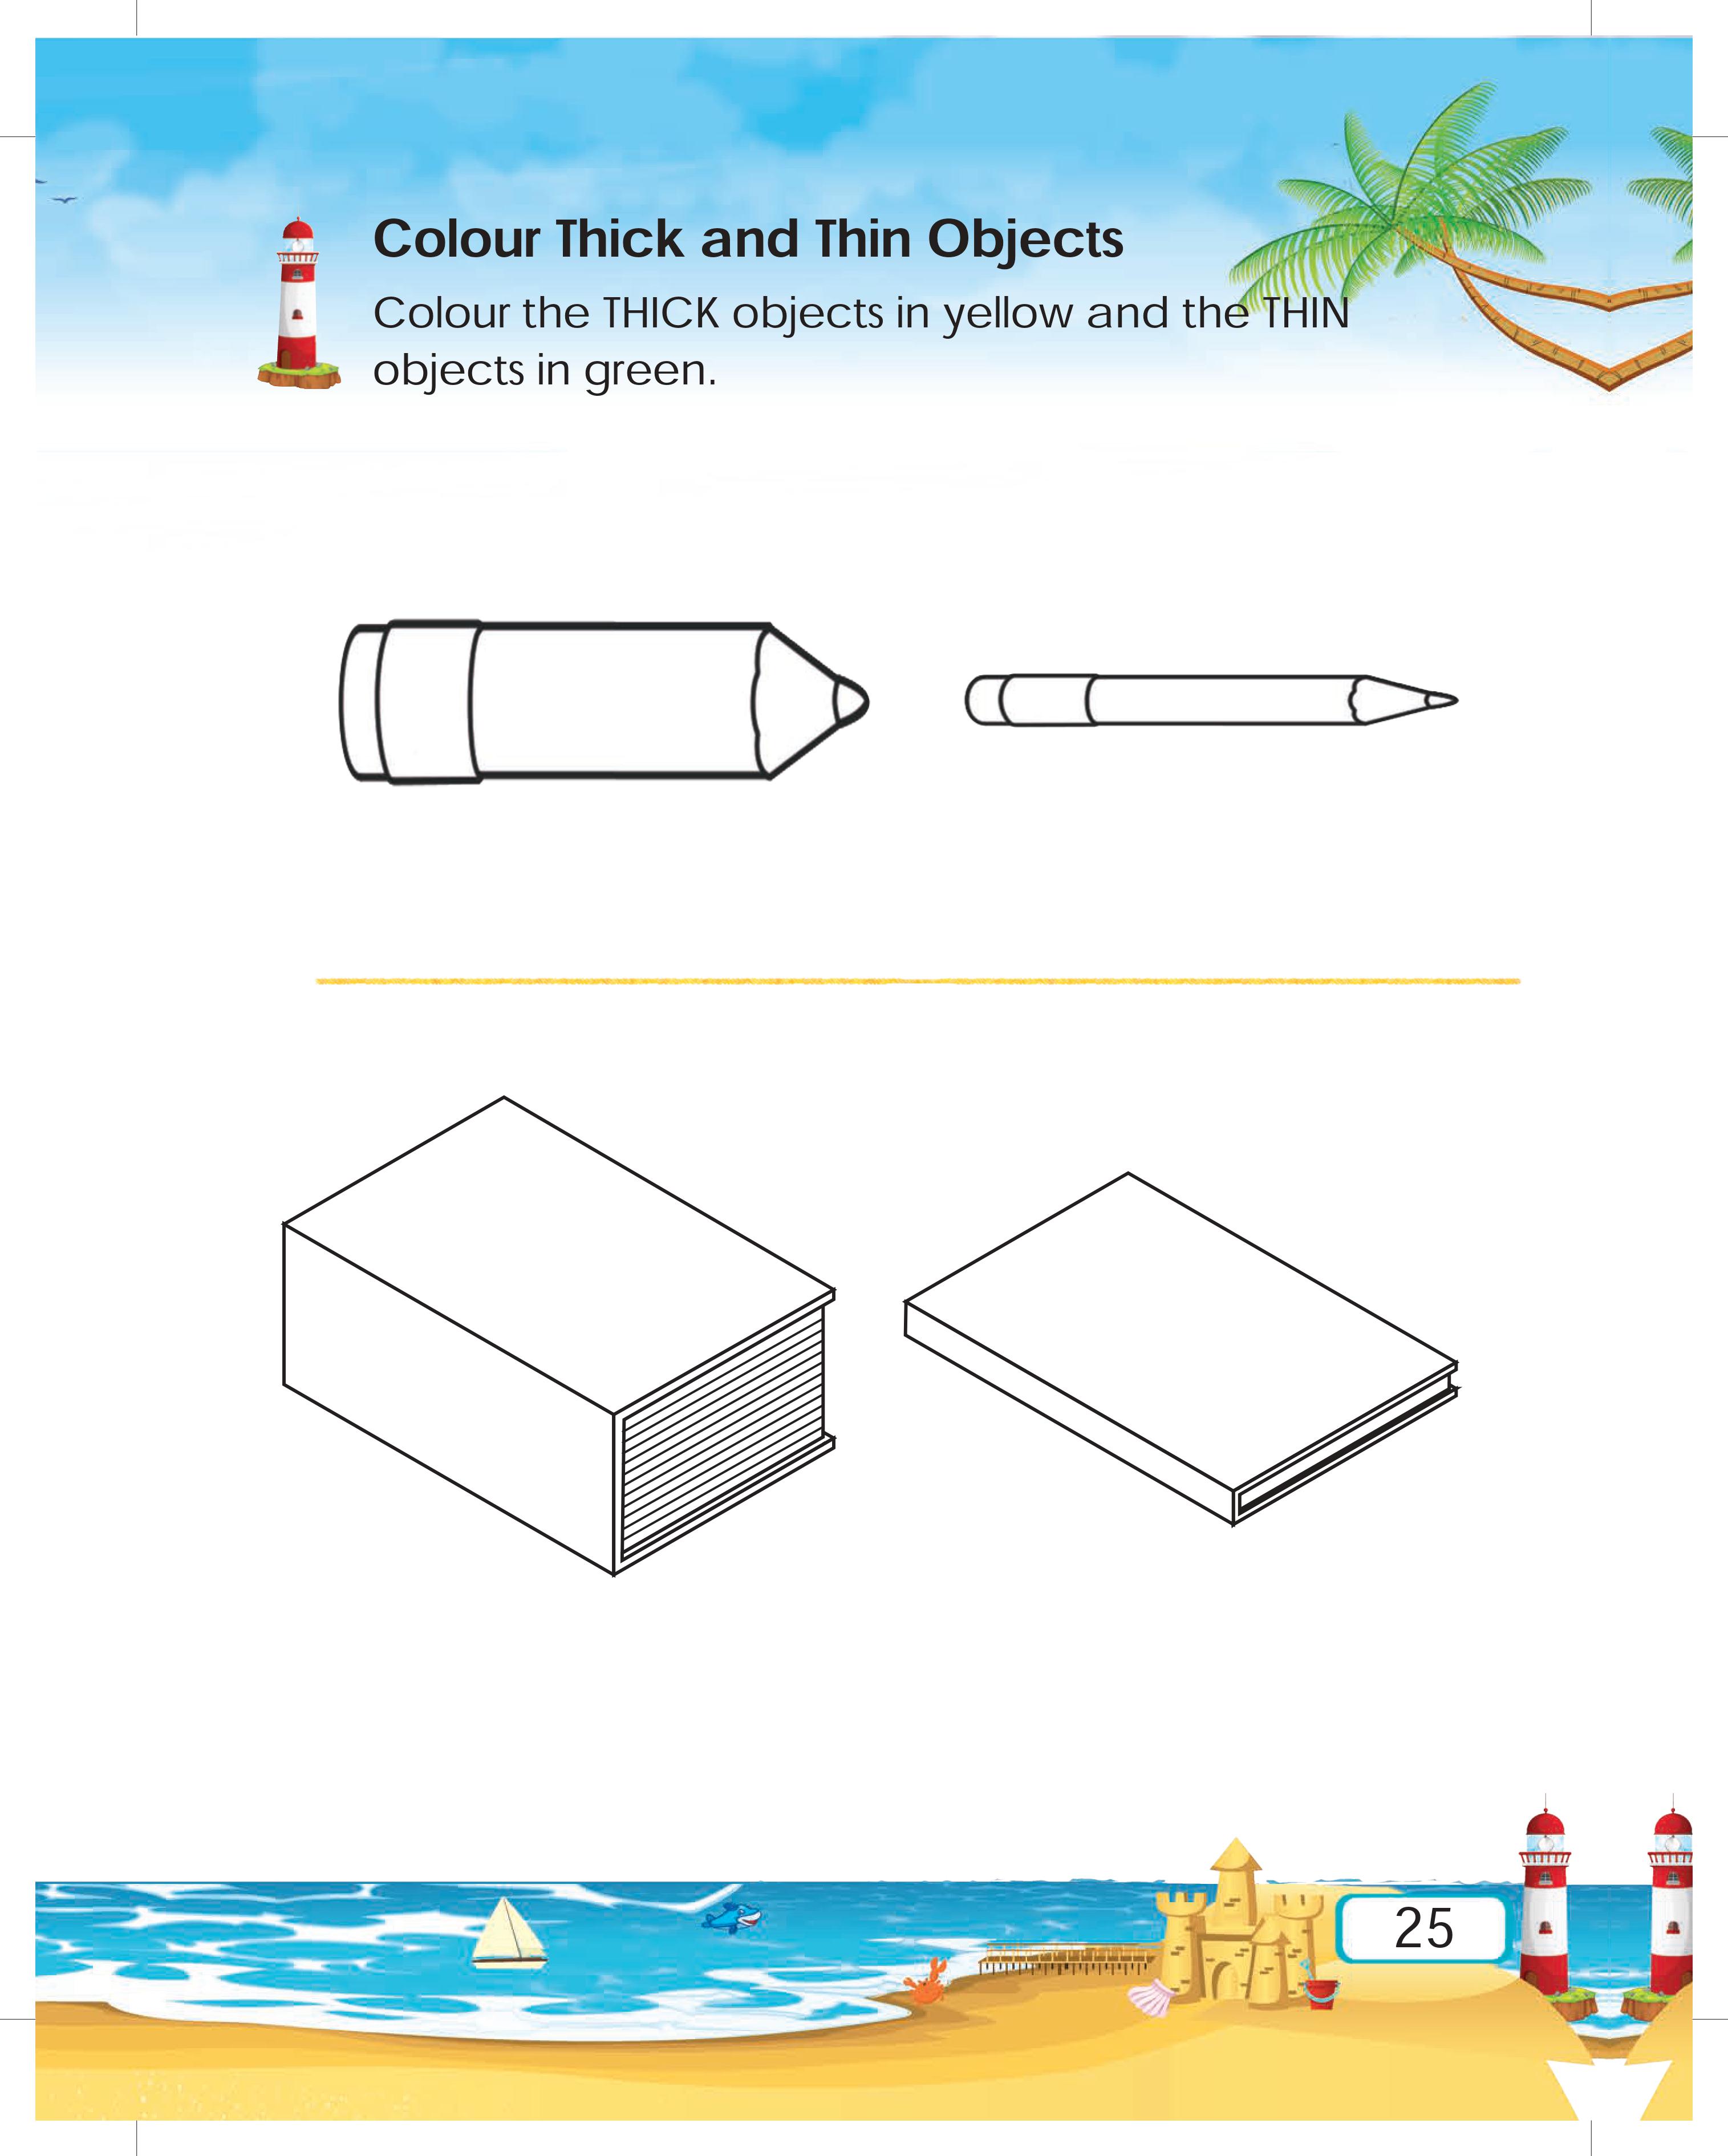 Colour Thick and Thin Objects
Colour the THICK objects in yellow and the THIN
objects in green.
25